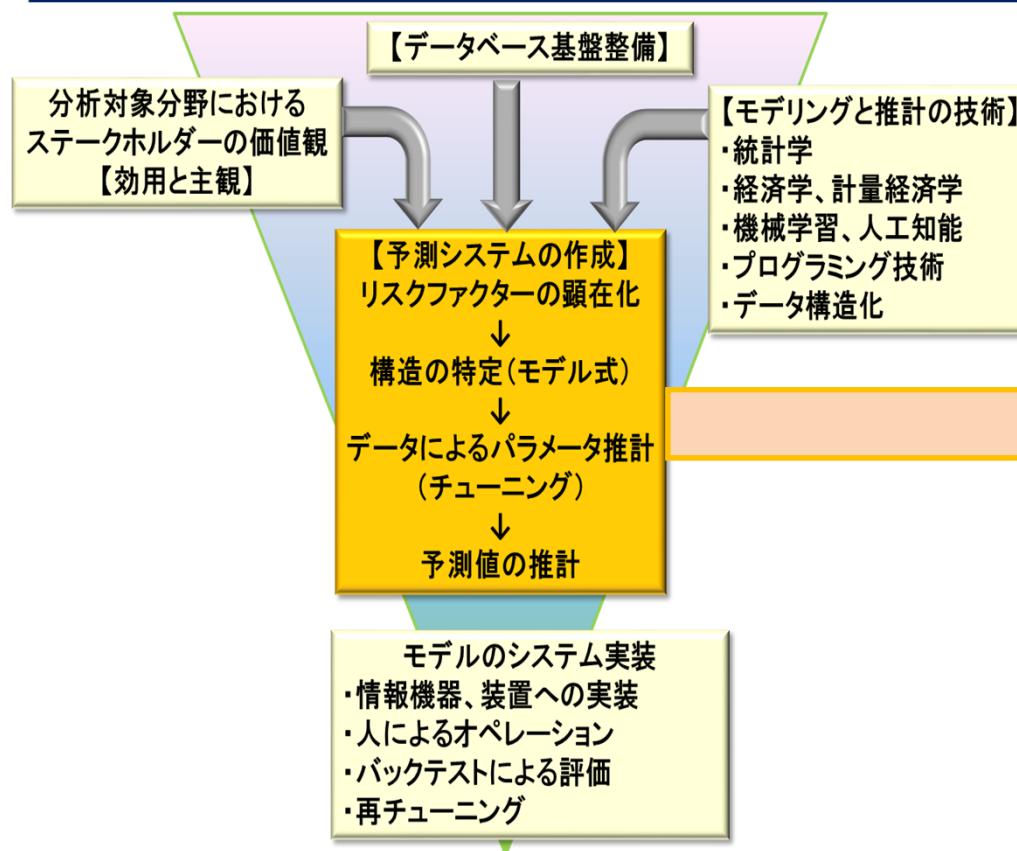 【データベース基盤整備】
分析対象分野における
ステークホルダーの価値観
【効用と主観】
【モデリングと推計の技術】
・統計学
・経済学、計量経済学
・機械学習、人工知能
・プログラミング技術
・データ構造化
【予測システムの作成】
リスクファクターの顕在化
↓
構造の特定(モデル式)
↓
データによるパラメータ推計
(チューニング)
↓
予測値の推計
モデルのシステム実装
・情報機器、装置への実装
・人によるオペレーション
・バックテストによる評価
・再チューニング